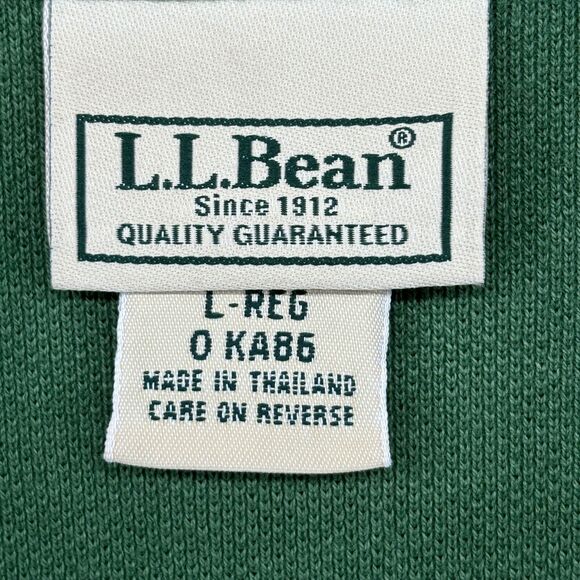 L.L.Bean®
Since 1912
QUALITY GUARANTEED
L-REG
0 KA86
MADE IN THAILAND
CARE ON REVERSE